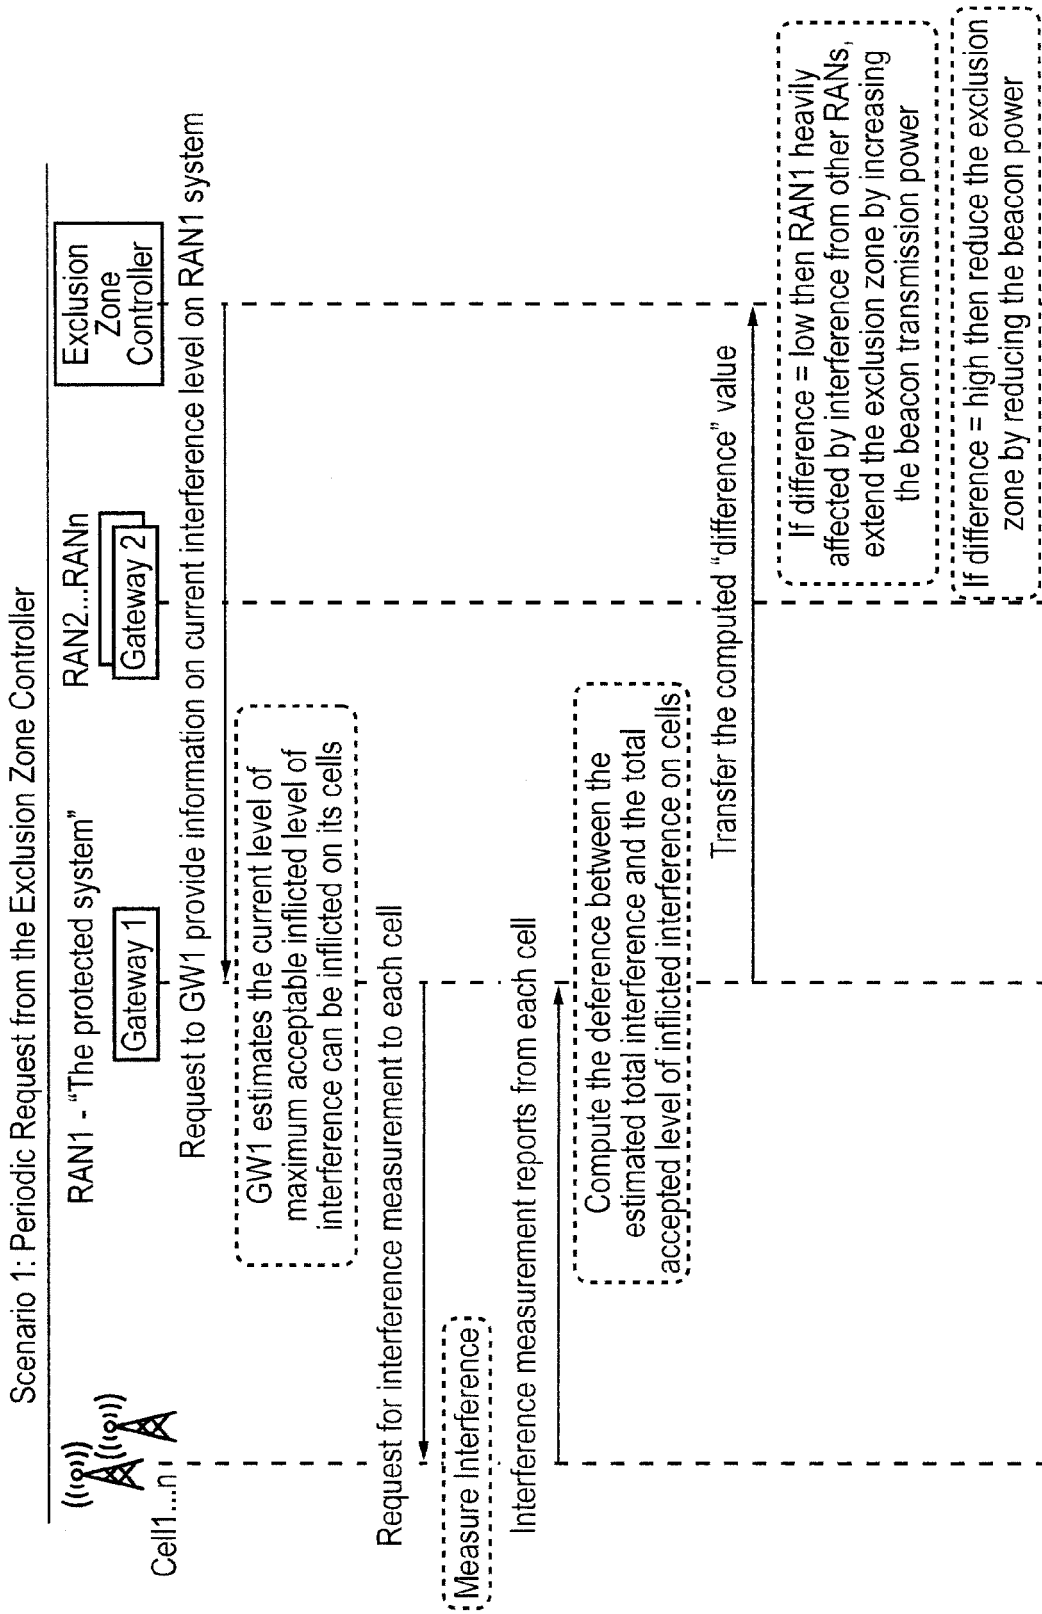 Scenario 1: Periodic Request from the Exclusion Zone Controller
Cell1...n
RAN1 - “The protected system”
Gateway 1
RAN2...RANn
Gateway 2
Exclusion
Zone
Controller
Request to GW1 provide information on current interference level on RAN1 system
GW1 estimates the current level of
maximum acceptable inflicted level of
interference can be inflicted on its cells
Request for interference measurement to each cell
Measure Interference
Interference measurement reports from each cell
Compute the deference between the
estimated total interference and the total
accepted level of inflicted interference on cells
Transfer the computed “difference” value
If difference = low then RAN1 heavily
affected by interference from other RANs,
extend the exclusion zone by increasing
the beacon transmission power
If difference = high then reduce the exclusion
zone by reducing the beacon power